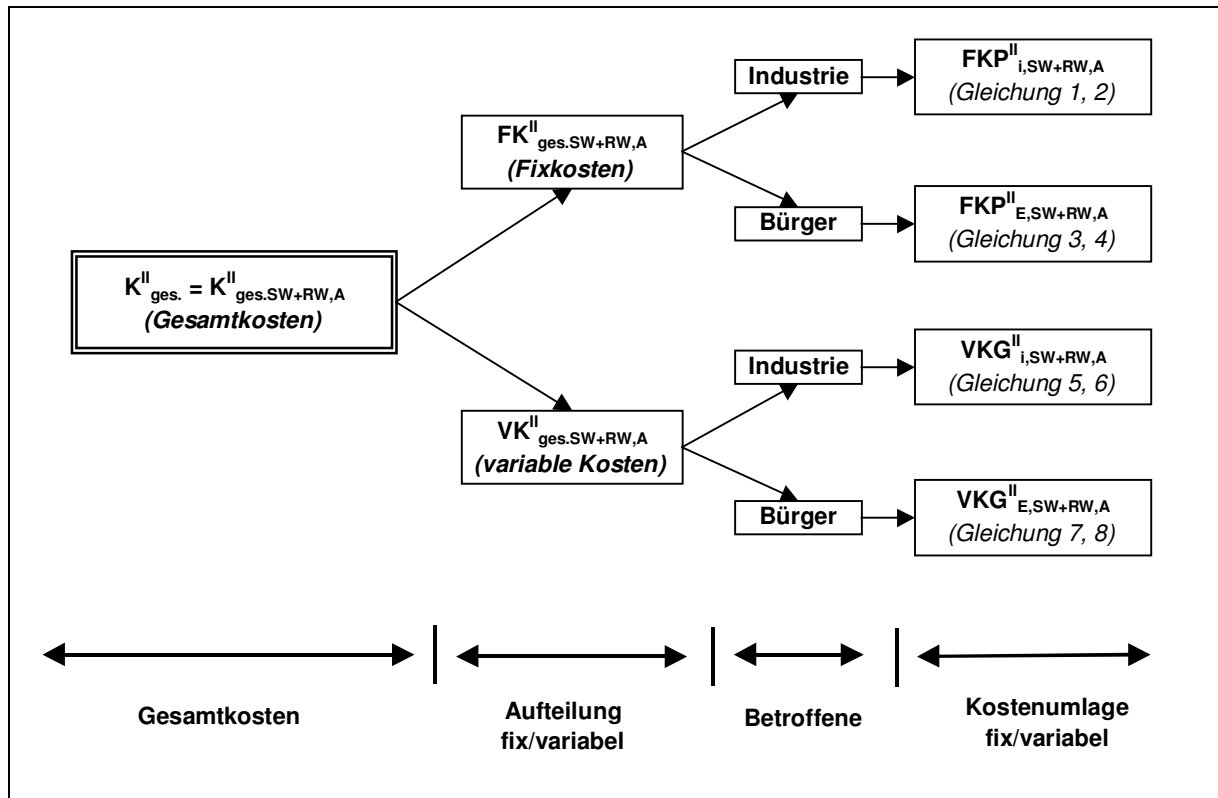 K^II_ges. = K^II_ges.SW+RW,A
(Gesamtkosten)
FK^II_ges.SW+RW,A
(Fixkosten)
VK^II_ges.SW+RW,A
(variable Kosten)
Industrie
Bürger
Industrie
Bürger
FKP^II_i,SW+RW,A
(Gleichung 1, 2)
FKP^II_E,SW+RW,A
(Gleichung 3, 4)
VKG^II_i,SW+RW,A
(Gleichung 5, 6)
VKG^II_E,SW+RW,A
(Gleichung 7, 8)
Gesamtkosten
Aufteilung
fix/variabel
Betroffene
Kostenumlage
fix/variabel